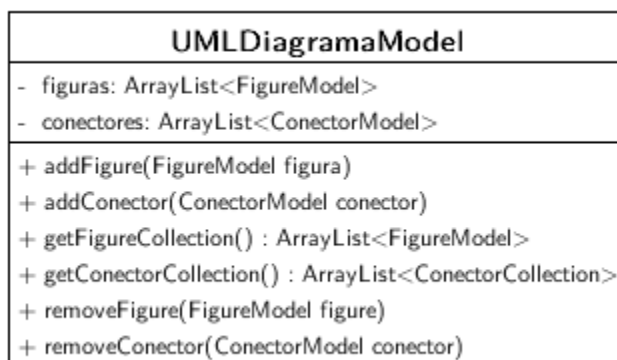 UMLDiagramaModel
- figuras: ArrayList<FigureModel>
- conectores: ArrayList<ConectorModel>
+ addFigure(FigureModel figura)
+ addConector(ConectorModel conector)
+ getFigureCollection() : ArrayList<FigureModel>
+ getConectorCollection() : ArrayList<ConectorCollection>
+ removeFigure(FigureModel figure)
+ removeConector(ConectorModel conector)